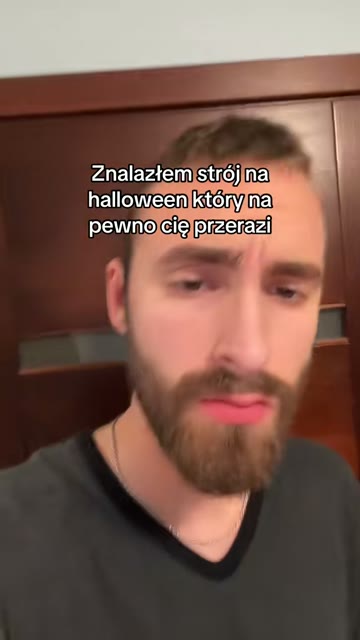 Znalazłem strój na
halloween który na
pewno cię przerazi